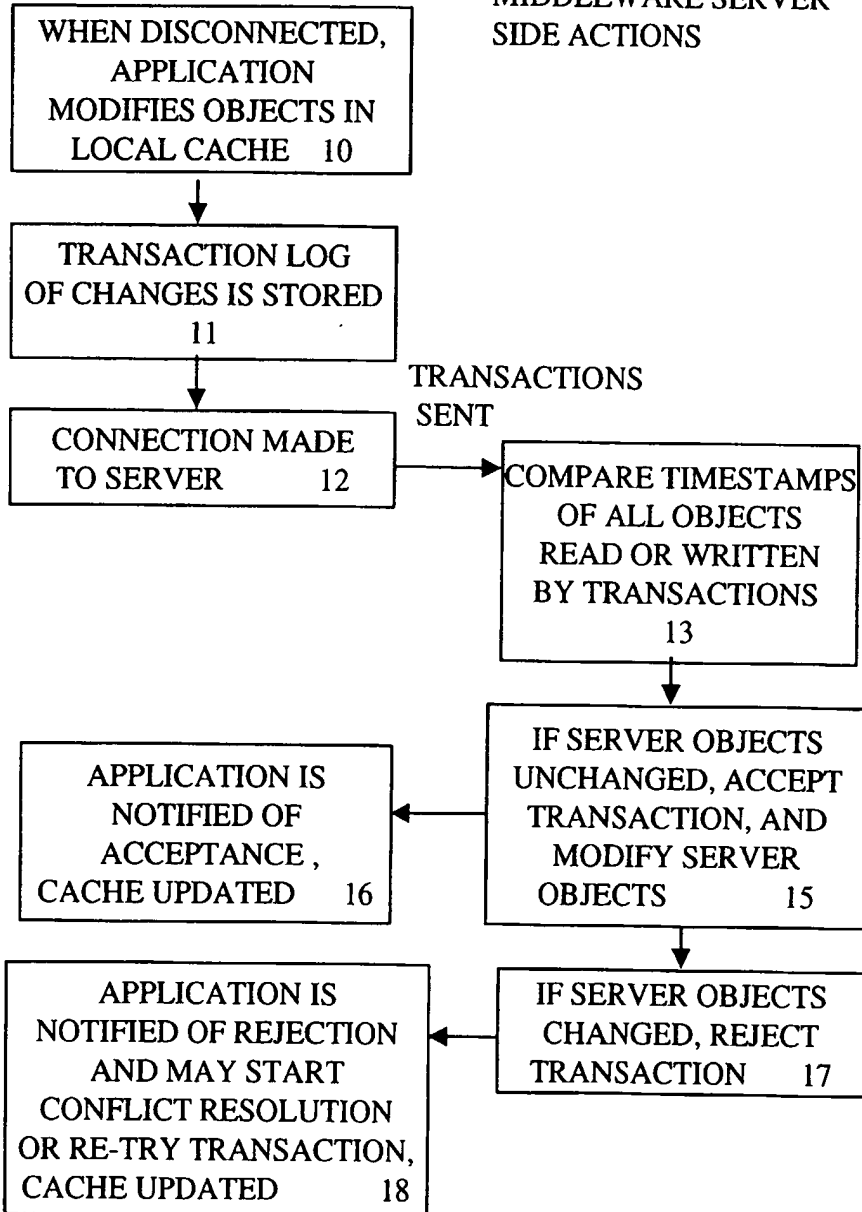 MIDDLEWARE SERVER
SIDE ACTIONS
WHEN DISCONNECTED,
APPLICATION
MODIFIES OBJECTS IN
LOCAL CACHE 10
TRANSACTION LOG
OF CHANGES IS STORED
11
TRANSACTIONS
SENT
CONNECTION MADE
TO SERVER 12
COMPARE TIMESTAMPS
OF ALL OBJECTS
READ OR WRITTEN
BY TRANSACTIONS
13
IF SERVER OBJECTS
UNCHANGED, ACCEPT
TRANSACTION, AND
MODIFY SERVER
OBJECTS 15
APPLICATION IS
NOTIFIED OF
ACCEPTANCE ,
CACHE UPDATED 16
IF SERVER OBJECTS
CHANGED, REJECT
TRANSACTION 17
APPLICATION IS
NOTIFIED OF REJECTION
AND MAY START
CONFLICT RESOLUTION
OR RE-TRY TRANSACTION,
CACHE UPDATED 18